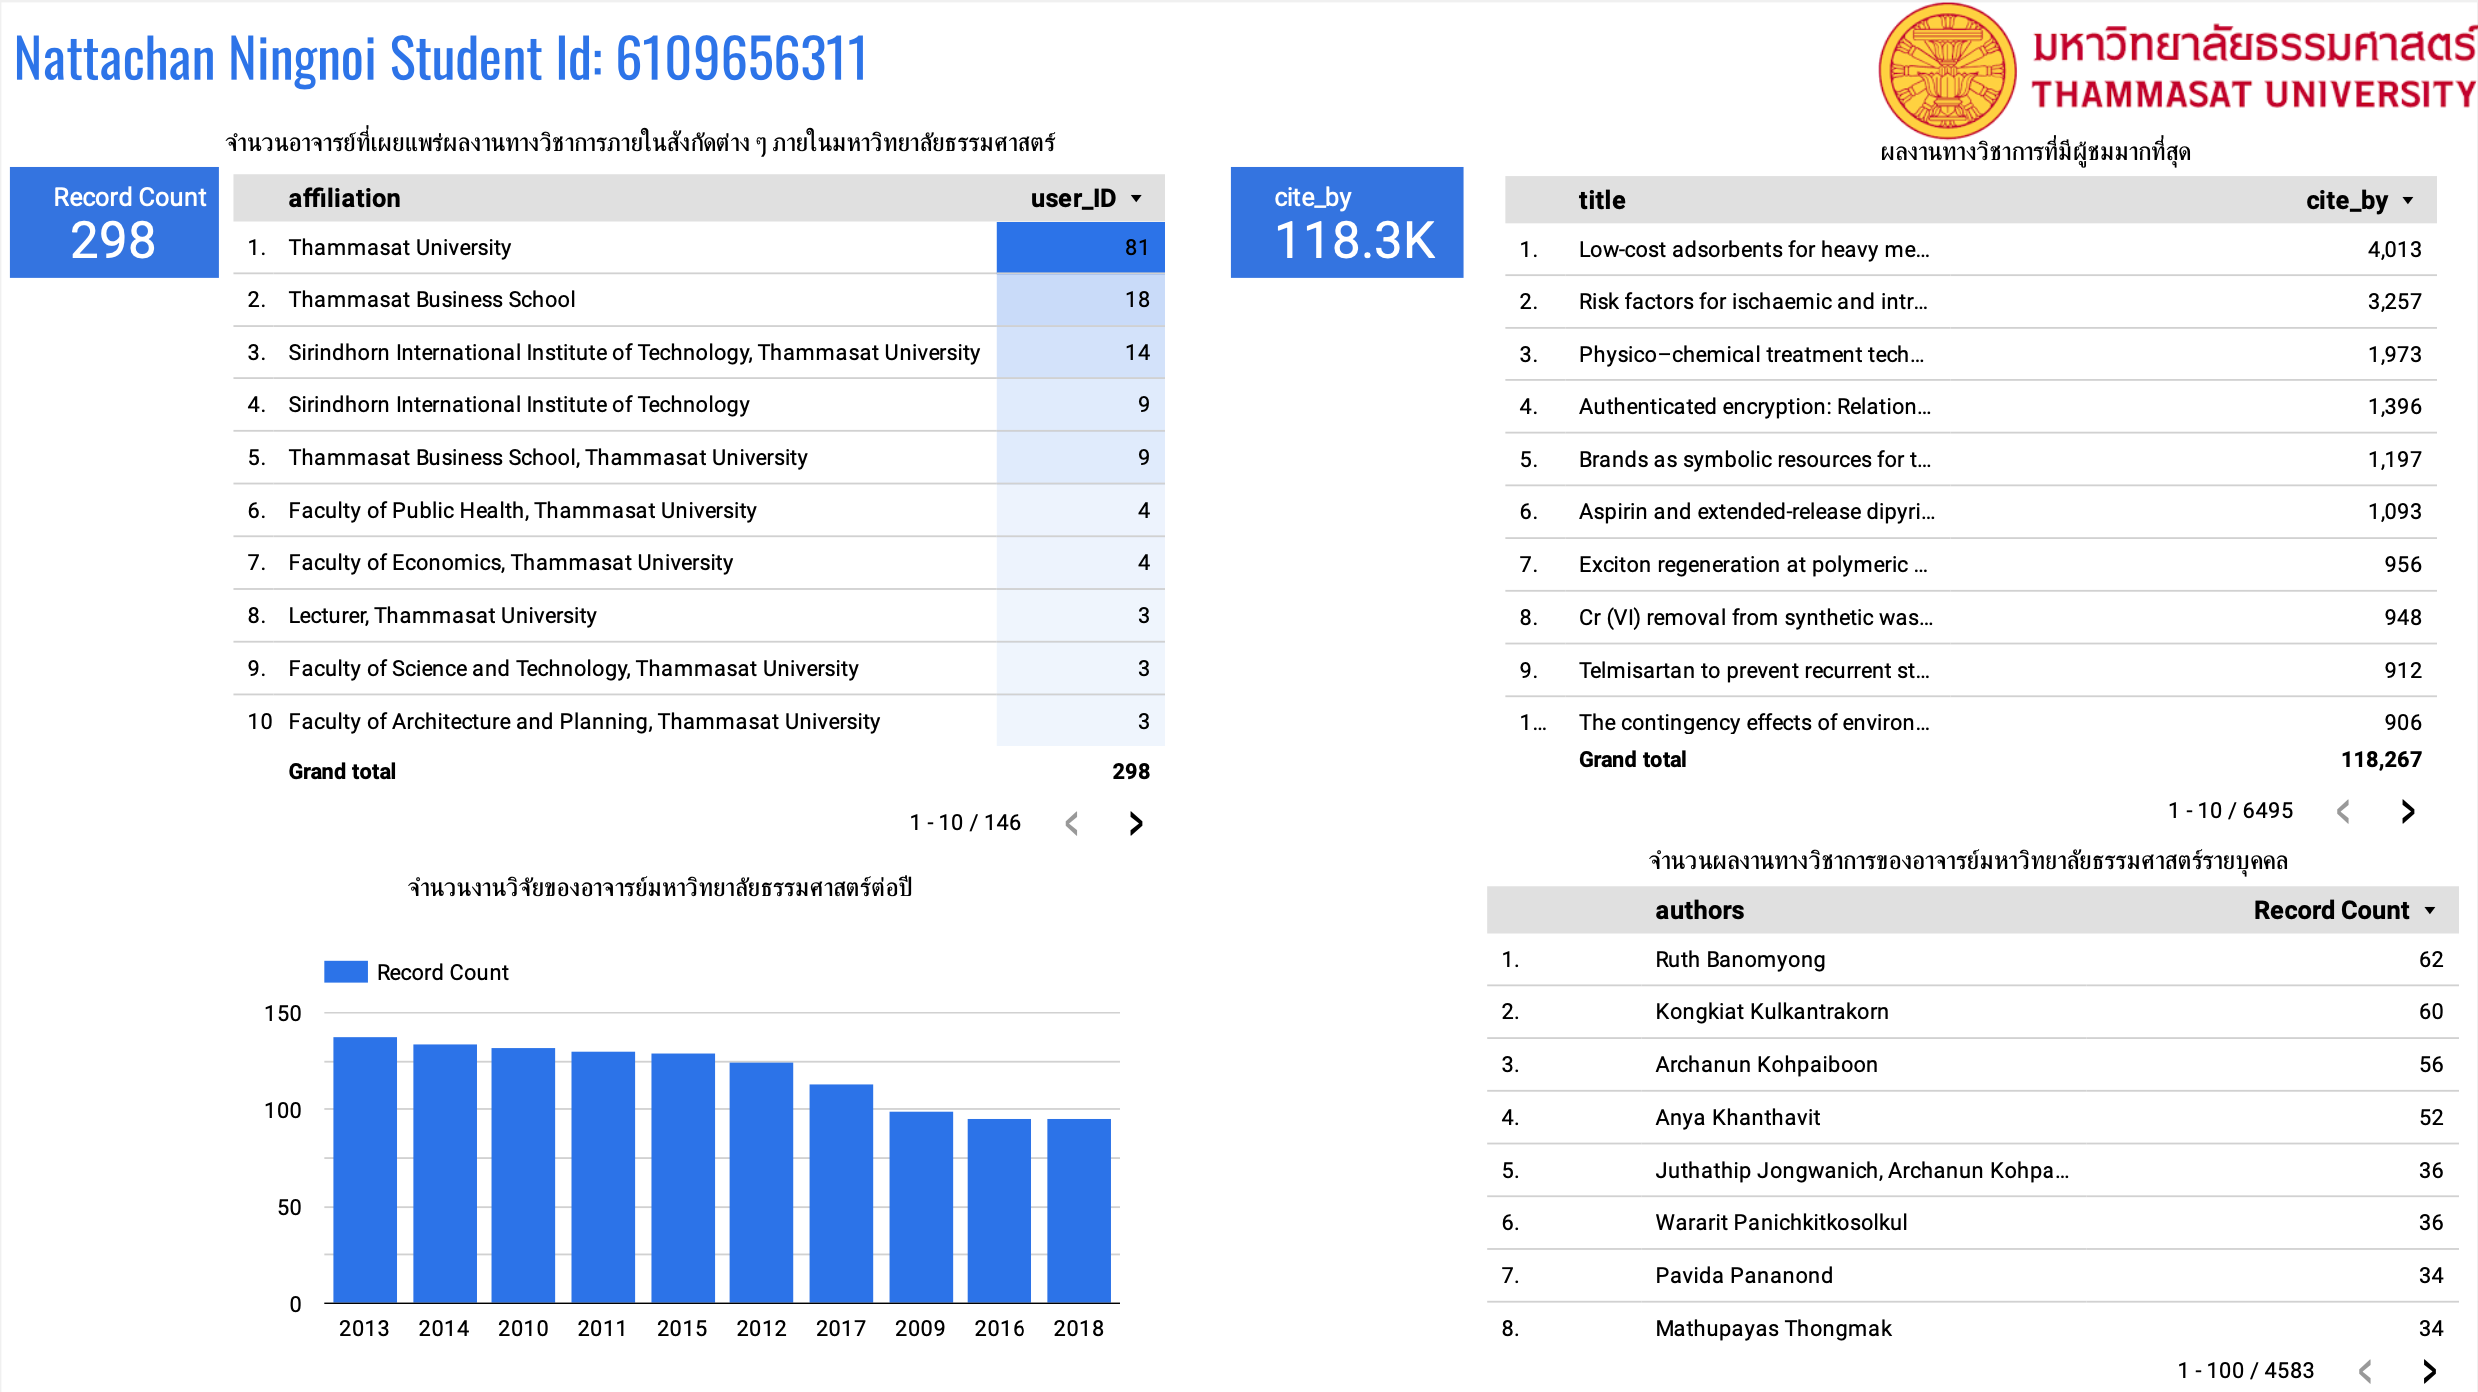 Nattachan Ningnoi Student Id: 6109656311
มหาวิทยาลัยธรรมศาสตร์
THAMMASAT UNIVERSITY
จำนวนอาจารย์ที่เผยแพร่ผลงานทางวิชาการภายในสังกัดต่าง ๆ ภายในมหาวิทยาลัยธรรมศาสตร์
Record Count
298
affiliation user_ID
1. Thammasat University 81
2. Thammasat Business School 18
3. Sirindhorn International Institute of Technology, Thammasat University 14
4. Sirindhorn International Institute of Technology 9
5. Thammasat Business School, Thammasat University 9
6. Faculty of Public Health, Thammasat University 4
7. Faculty of Economics, Thammasat University 4
8. Lecturer, Thammasat University 3
9. Faculty of Science and Technology, Thammasat University 3
10 Faculty of Architecture and Planning, Thammasat University 3
Grand total 298
1 - 10 / 146
ผลงานทางวิชาการที่มีผู้ชมมากที่สุด
cite_by
118.3K
title cite_by
1. Low-cost adsorbents for heavy me... 4,013
2. Risk factors for ischaemic and intr... 3,257
3. Physico–chemical treatment tech... 1,973
4. Authenticated encryption: Relation... 1,396
5. Brands as symbolic resources for t... 1,197
6. Aspirin and extended-release dipyri... 1,093
7. Exciton regeneration at polymeric ... 956
8. Cr (VI) removal from synthetic was... 948
9. Telmisartan to prevent recurrent st... 912
1... The contingency effects of environ... 906
Grand total 118,267
1 - 10 / 6495
จำนวนงานวิจัยของอาจารย์มหาวิทยาลัยธรรมศาสตร์ต่อปี
Record Count
150
100
50
0
2013 2014 2010 2011 2015 2012 2017 2009 2016 2018
จำนวนผลงานทางวิชาการของอาจารย์มหาวิทยาลัยธรรมศาสตร์รายบุคคล
authors Record Count
1. Ruth Banomyong 62
2. Kongkiat Kulkantrakorn 60
3. Archanun Kohpaiboon 56
4. Anya Khanthavit 52
5. Juthathip Jongwanich, Archanun Kohpa... 36
6. Wararit Panichkitkosolkul 36
7. Pavida Pananond 34
8. Mathupayas Thongmak 34
1 - 100 / 4583